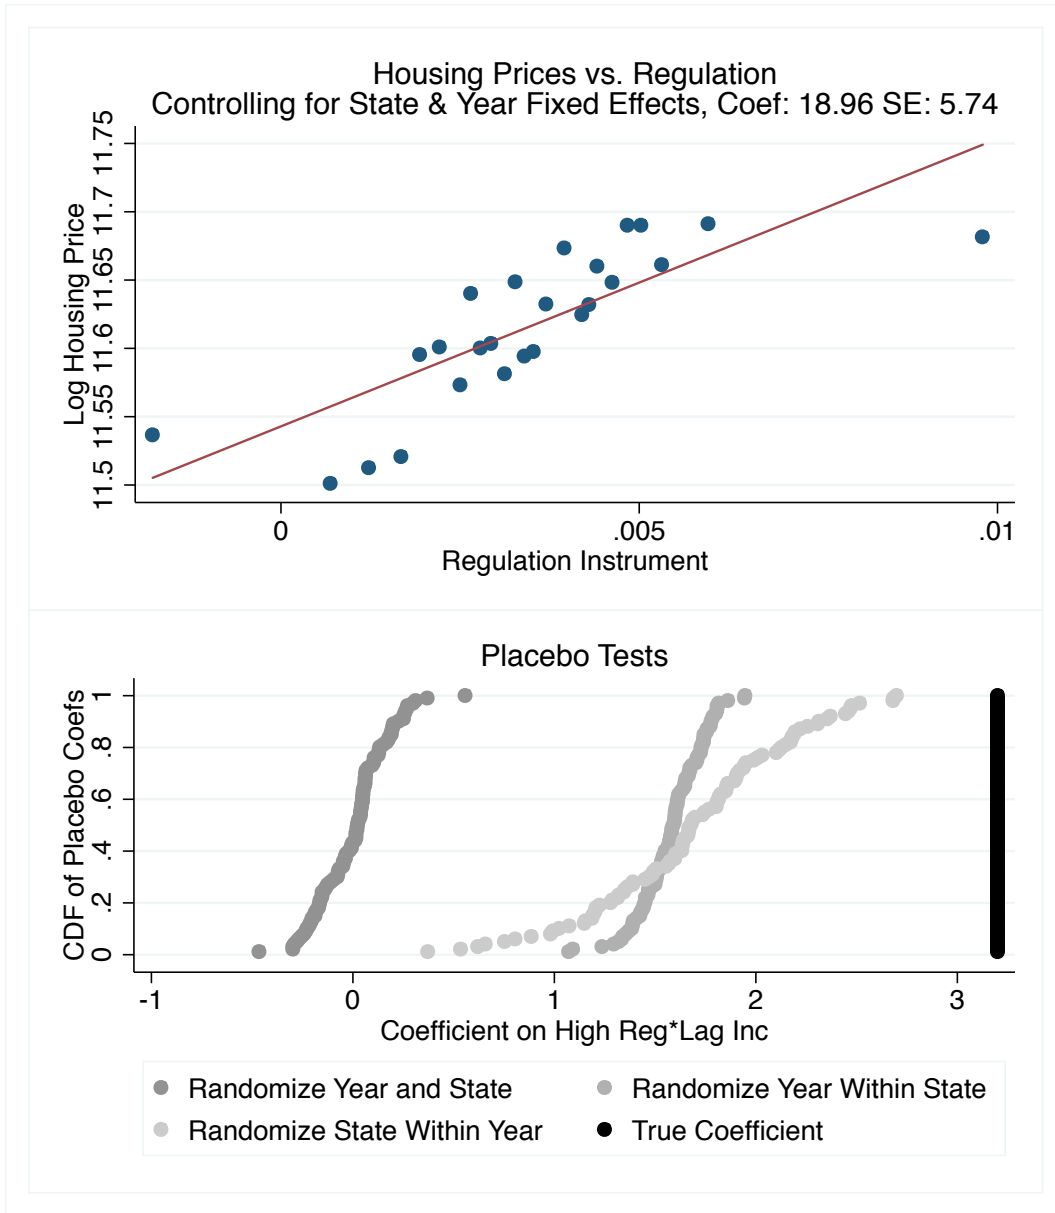 Housing Prices vs. Regulation
Controlling for State & Year Fixed Effects, Coef: 18.96 SE: 5.74
Log Housing Price
11.75
11.7
11.65
11.6
11.55
11.5
0 .005 .01
Regulation Instrument
Placebo Tests
CDF of Placebo Coefs
1
.8
.6
.4
.2
0
-1 0 1 2 3
Coefficient on High Reg*Lag Inc
Randomize Year and State Randomize Year Within State
Randomize State Within Year True Coefficient